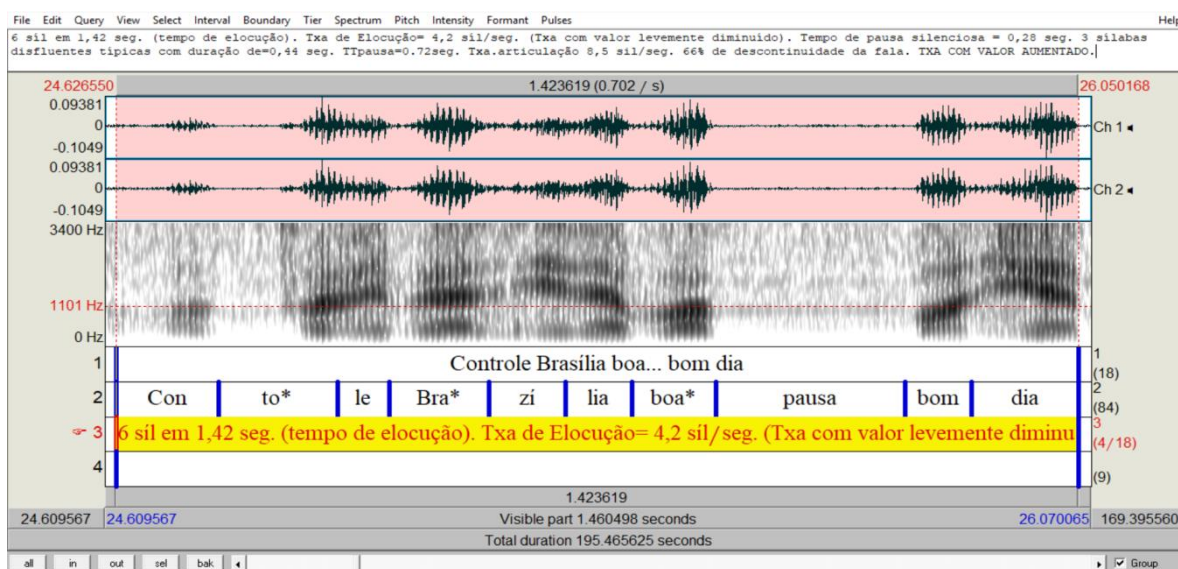 File Edit Query View Select Interval Boundary Tier Spectrum Pitch Intensity Formant Pulses Help
6 síl em 1,42 seg. (tempo de elocução). Txa de Elocução= 4,2 síl/seg. (Txa com valor levemente diminuído). Tempo de pausa silenciosa = 0,28 seg. 3 sílabas
disfluentes típicas com duração de=0,44 seg. TTpausa=0.72seg. Txa.articulação 8,5 síl/seg. 66% de descontinuidade da fala. TXA COM VALOR AUMENTADO.
24.626550 1.423619 (0.702 / s) 26.050168
0.09381
0 Ch 1
-0.1049
0.09381
0 Ch 2
-0.1049
3400 Hz
1101 Hz
0 Hz
1 Controle Brasília boa... bom dia 1 (18)
2 Con to* le Bra* zí lia boa* pausa bom dia 2 (84)
3 6 síl em 1,42 seg. (tempo de elocução). Txa de Elocução= 4,2 síl/seg. (Txa com valor levemente diminu 3 (4/18)
4 (9)
1.423619
24.609567 24.609567 Visible part 1.460498 seconds 26.070065 169.395560
Total duration 195.465625 seconds
all in out sel bak Group